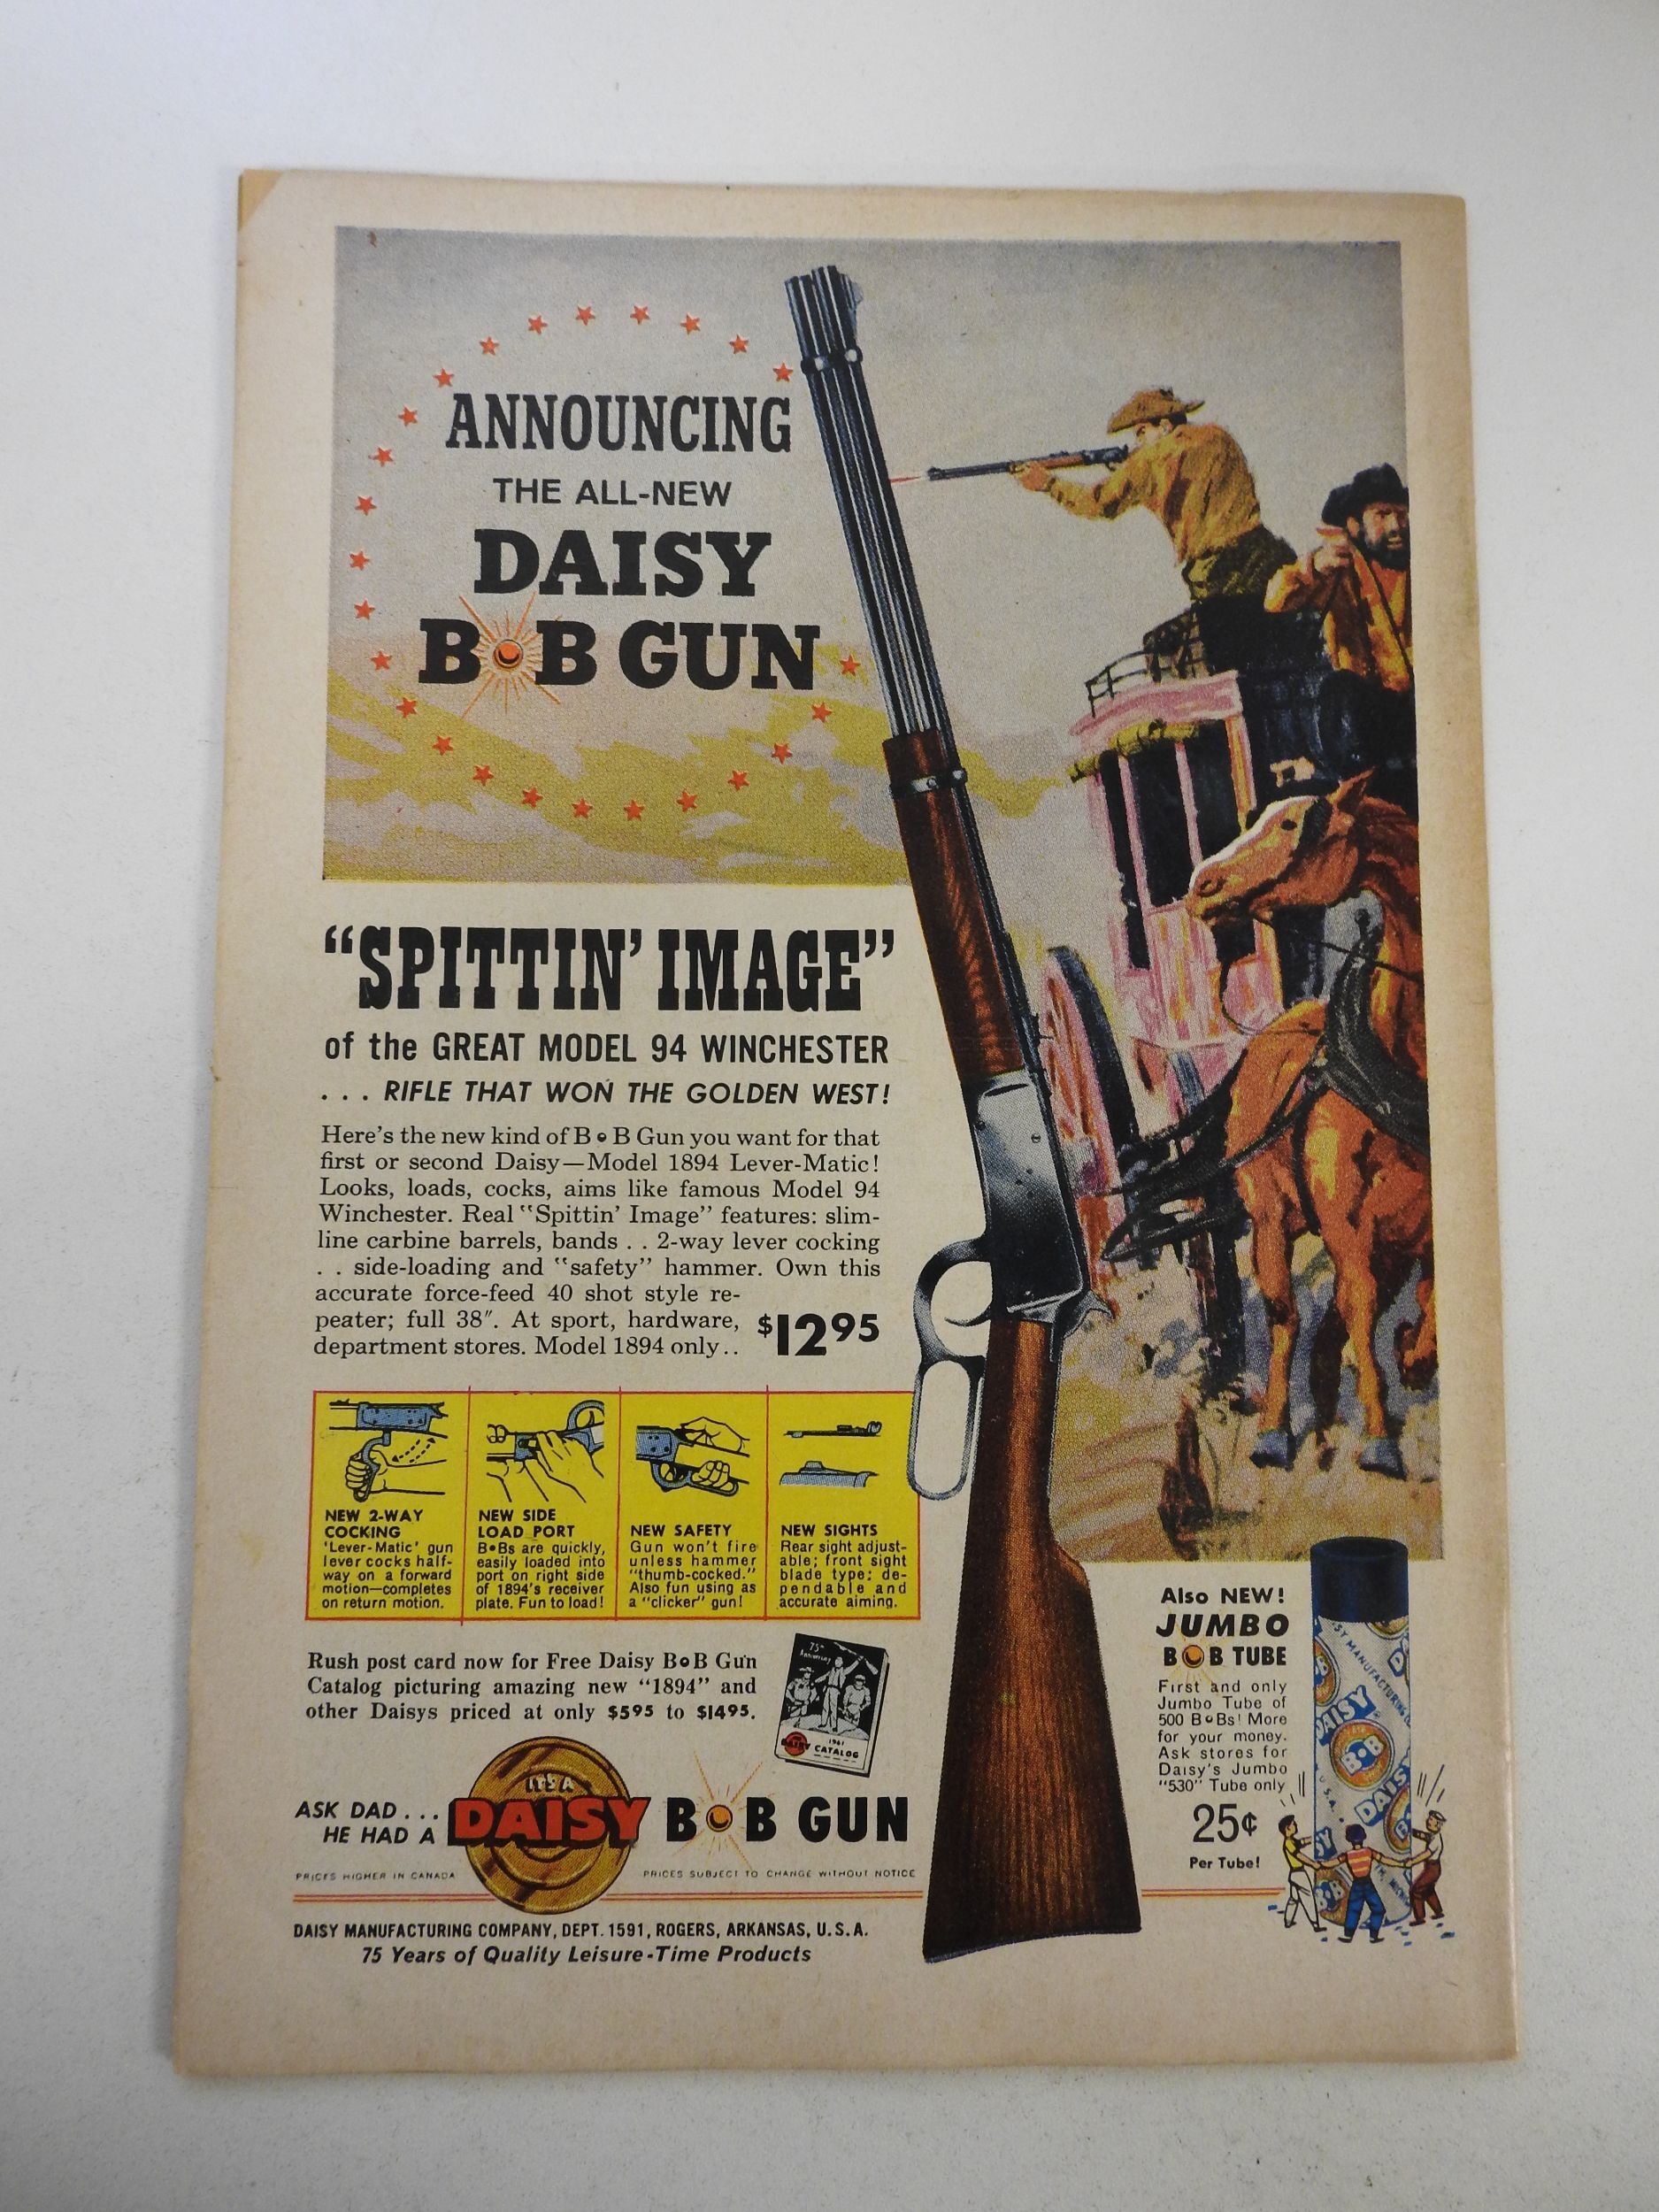 ANNOUNCING
THE ALL-NEW
DAISY
B•B GUN
“SPITTIN’ IMAGE”
of the GREAT MODEL 94 WINCHESTER
. . . RIFLE THAT WON THE GOLDEN WEST!
Here’s the new kind of B•B Gun you want for that
first or second Daisy—Model 1894 Lever-Matic!
Looks, loads, cocks, aims like famous Model 94
Winchester. Real “Spittin’ Image” features: slim-
line carbine barrels, bands . . 2-way lever cocking
. . side-loading and “safety” hammer. Own this
accurate force-feed 40 shot style re-
peater; full 38″. At sport, hardware,
department stores. Model 1894 only..
$12 95
NEW 2-WAY
COCKING
‘Lever-Matic’ gun
lever cocks half-
way on a forward
motion—completes
on return motion.
NEW SIDE
LOAD PORT
B•Bs are quickly,
easily loaded into
port on right side
of 1894’s receiver
plate. Fun to load!
NEW SAFETY
Gun won’t fire
unless hammer
“thumb-cocked.”
Also fun using as
a “clicker” gun!
NEW SIGHTS
Rear sight adjust-
able; front sight
blade type: de-
pendable and
accurate aiming.
Rush post card now for Free Daisy B•B Gun
Catalog picturing amazing new “1894” and
other Daisys priced at only $595 to $1495.
75th
Anniversary
1961
DAISY CATALOG
ASK DAD . . .
HE HAD A
IT'S A
DAISY B•B GUN
PRICES HIGHER IN CANADA
PRICES SUBJECT TO CHANGE WITHOUT NOTICE
DAISY MANUFACTURING COMPANY, DEPT. 1591, ROGERS, ARKANSAS, U.S.A.
75 Years of Quality Leisure-Time Products
Also NEW!
JUMBO
B•B TUBE
First and only
Jumbo Tube of
500 B•Bs! More
for your money.
Ask stores for
Daisy’s Jumbo
“530” Tube only
25¢
Per Tube!
MANUFACTURING
DAISY
B•B
DAISY
U.S.A.